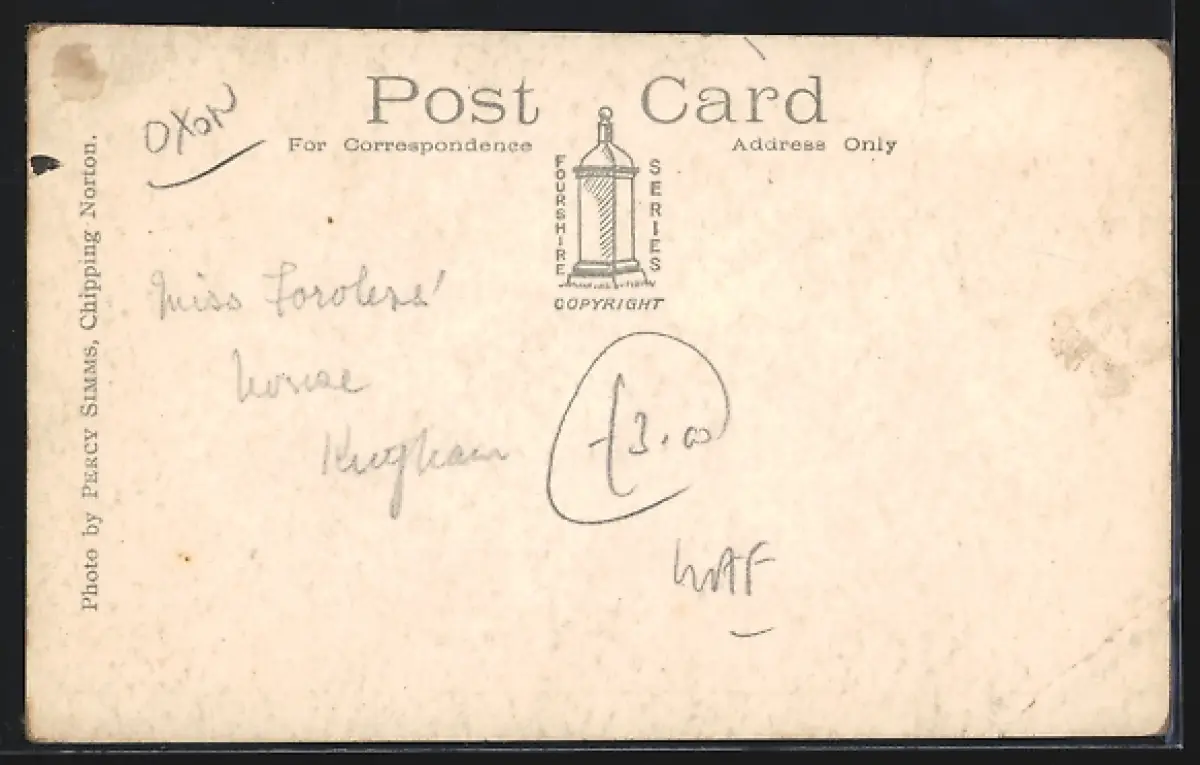 Post Card
For Correspondence
Address Only
OXON
FOURSHIRE
SERIES
COPYRIGHT
Photo by PERCY SIMMS, Chipping Norton.
Miss
house
Kingham
£3.00